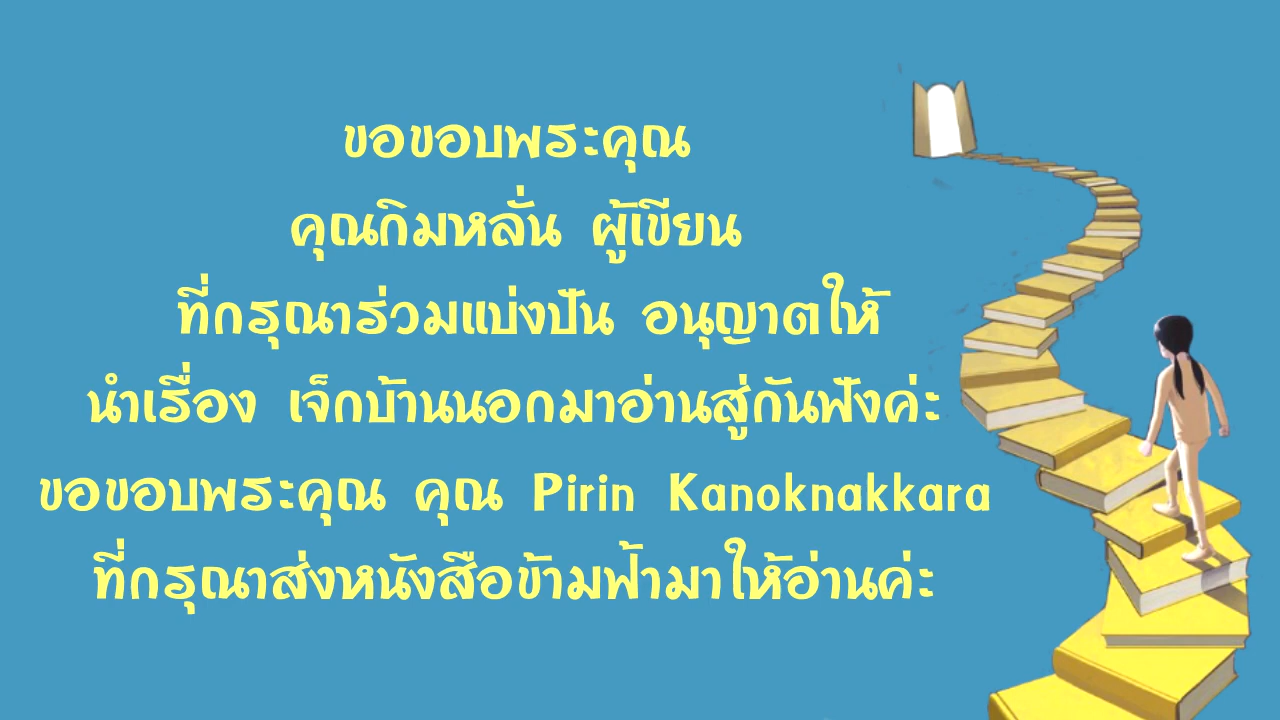 ขอขอบพระคุณ
คุณกิมหลั่น ผู้เขียน
ที่กรุณาร่วมแบ่งปัน อนุญาตให้
นำเรื่อง เจ็กบ้านนอกมาอ่านสู่กันฟังค่ะ
ขอขอบพระคุณ คุณ Pirin Kanoknakkara
ที่กรุณาส่งหนังสือข้ามฟ้ามาให้อ่านค่ะ